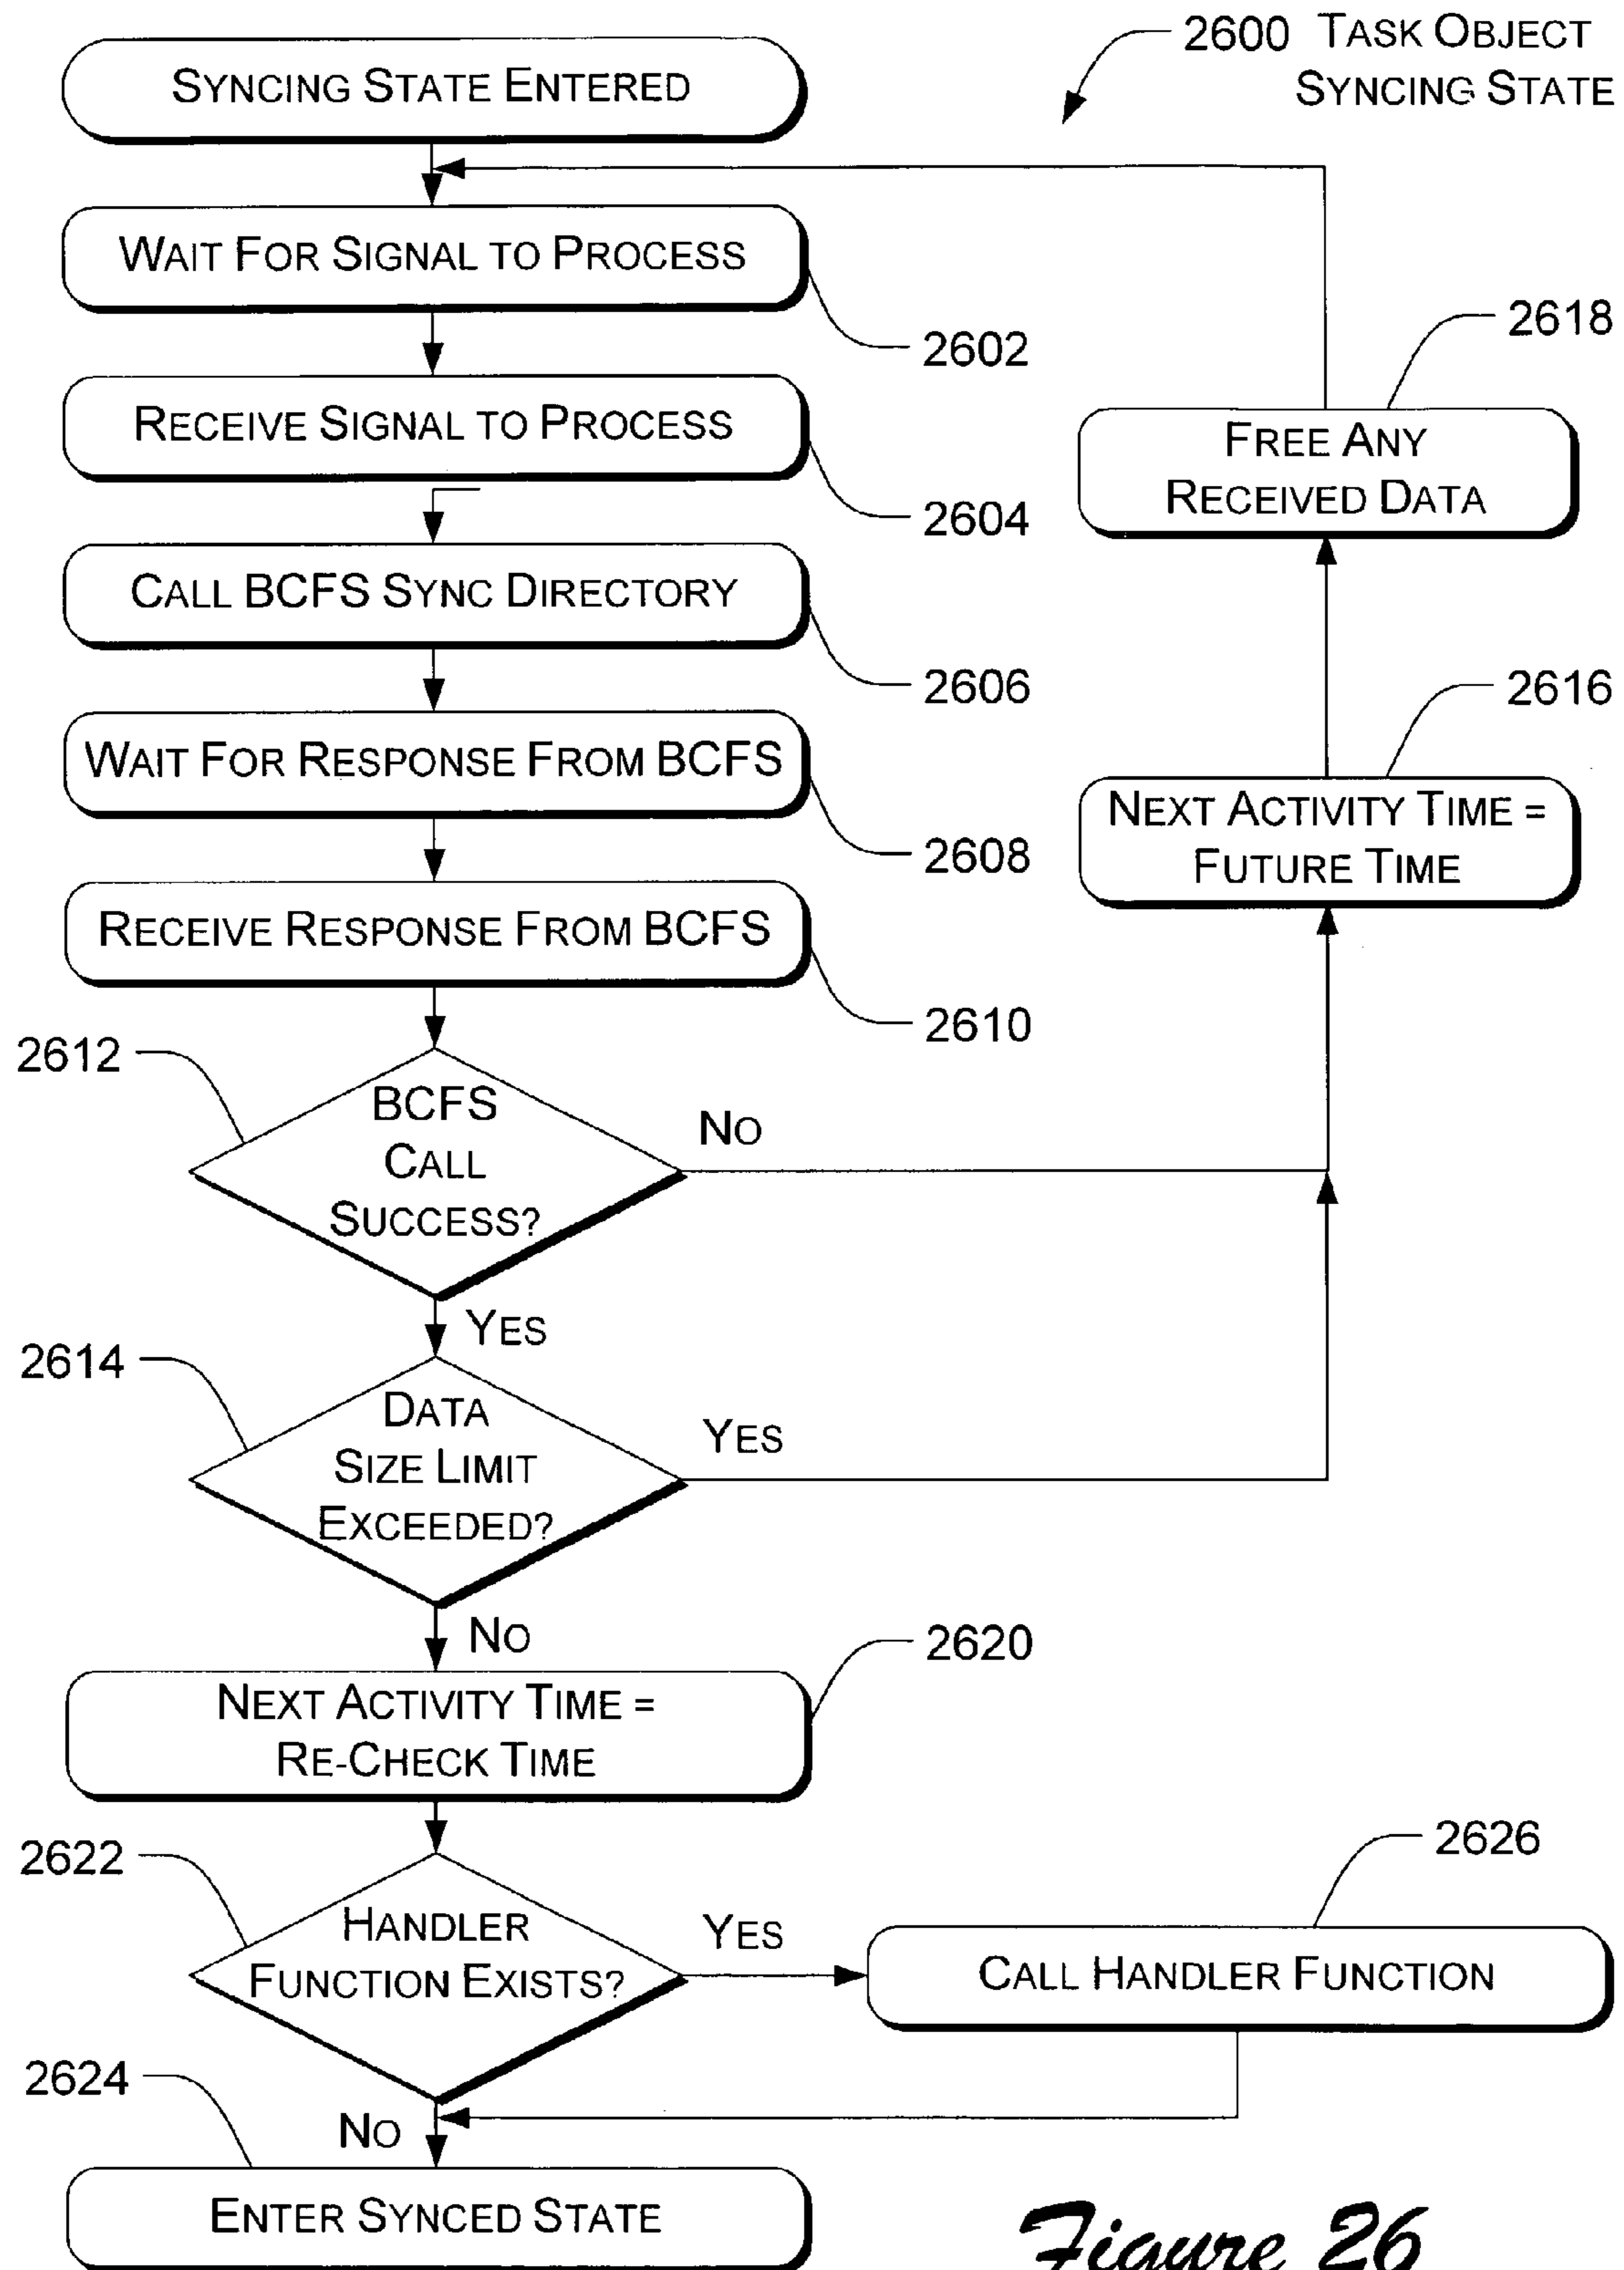 2600 TASK OBJECT
SYNCING STATE
SYNCING STATE ENTERED
WAIT FOR SIGNAL TO PROCESS
2602
RECEIVE SIGNAL TO PROCESS
2604
CALL BCFS SYNC DIRECTORY
2606
WAIT FOR RESPONSE FROM BCFS
2608
RECEIVE RESPONSE FROM BCFS
2610
2618
FREE ANY
RECEIVED DATA
2616
NEXT ACTIVITY TIME =
FUTURE TIME
2612
BCFS
CALL
SUCCESS?
NO
YES
2614
DATA
SIZE LIMIT
EXCEEDED?
YES
NO
2620
NEXT ACTIVITY TIME =
RE-CHECK TIME
2622
HANDLER
FUNCTION EXISTS?
YES
2626
CALL HANDLER FUNCTION
NO
2624
ENTER SYNCED STATE
Figure 26